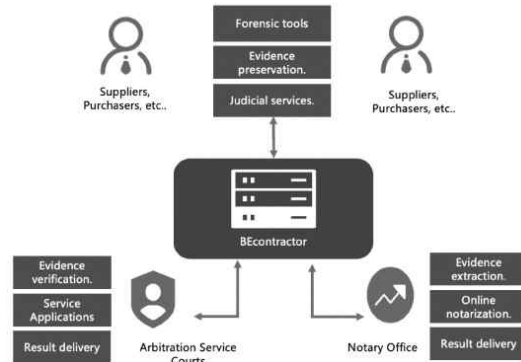 Forensic tools
Evidence
preservation.
Judicial services.
Suppliers,
Purchasers, etc..
Suppliers,
Purchasers, etc..
BEcontractor
Evidence
verification.
Service
Applications
Result delivery
Arbitration Service
Courts
Notary Office
Evidence
extraction.
Online
notarization.
Result delivery